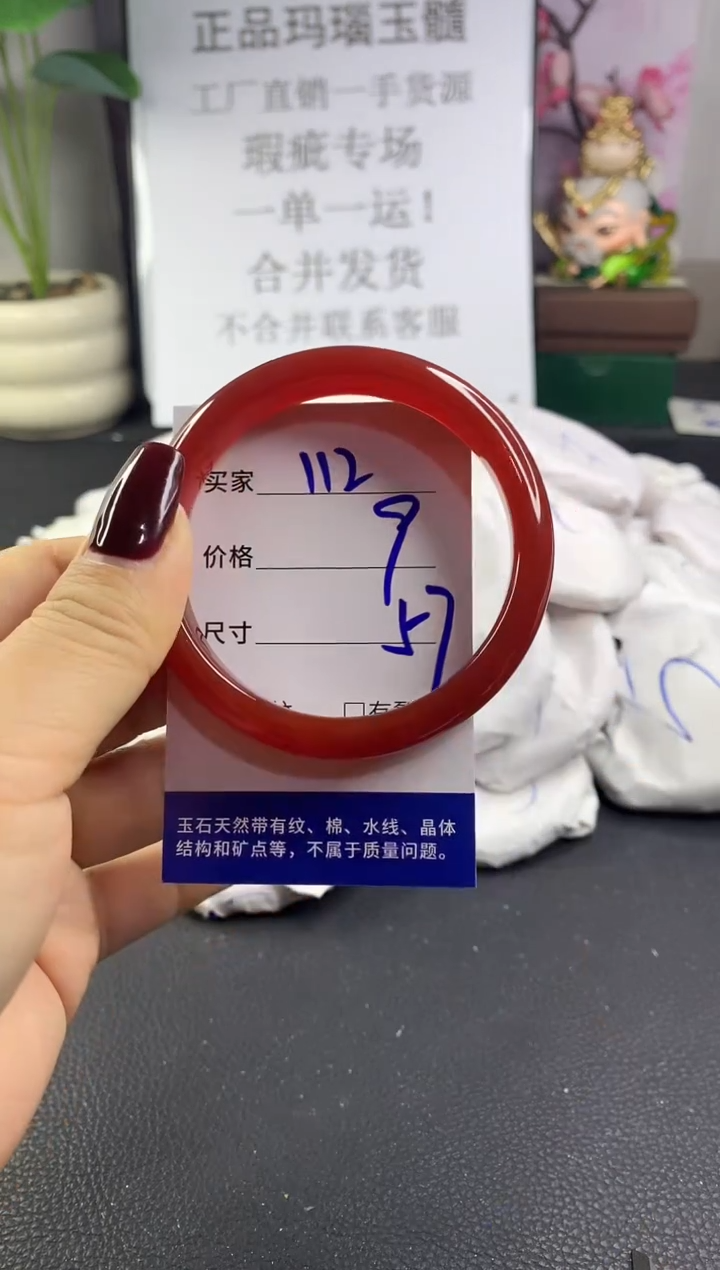 正品玛瑙玉髓
工厂直销一手货源
瑕疵专场
一单一运!
合并发货
不合并联系客服
买家 112
价格 9
尺寸 57
□有裂
玉石天然带有纹、棉、水线、晶体
结构和矿点等，不属于质量问题。